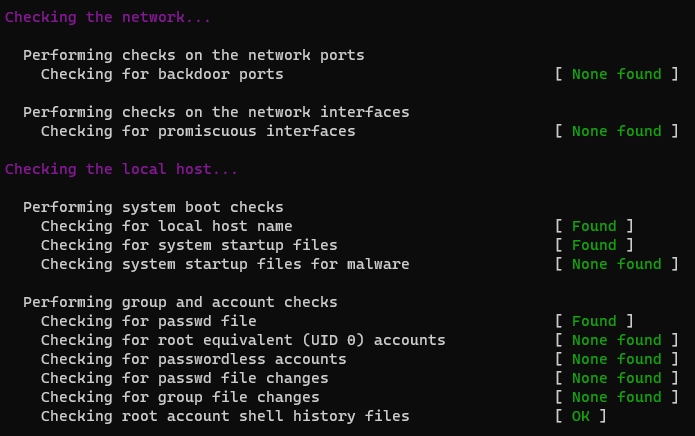 Checking the network...
Performing checks on the network ports
Checking for backdoor ports [ None found ]
Performing checks on the network interfaces
Checking for promiscuous interfaces [ None found ]
Checking the local host...
Performing system boot checks
Checking for local host name [ Found ]
Checking for system startup files [ Found ]
Checking system startup files for malware [ None found ]
Performing group and account checks
Checking for passwd file [ Found ]
Checking for root equivalent (UID 0) accounts [ None found ]
Checking for passwordless accounts [ None found ]
Checking for passwd file changes [ None found ]
Checking for group file changes [ None found ]
Checking root account shell history files [ OK ]